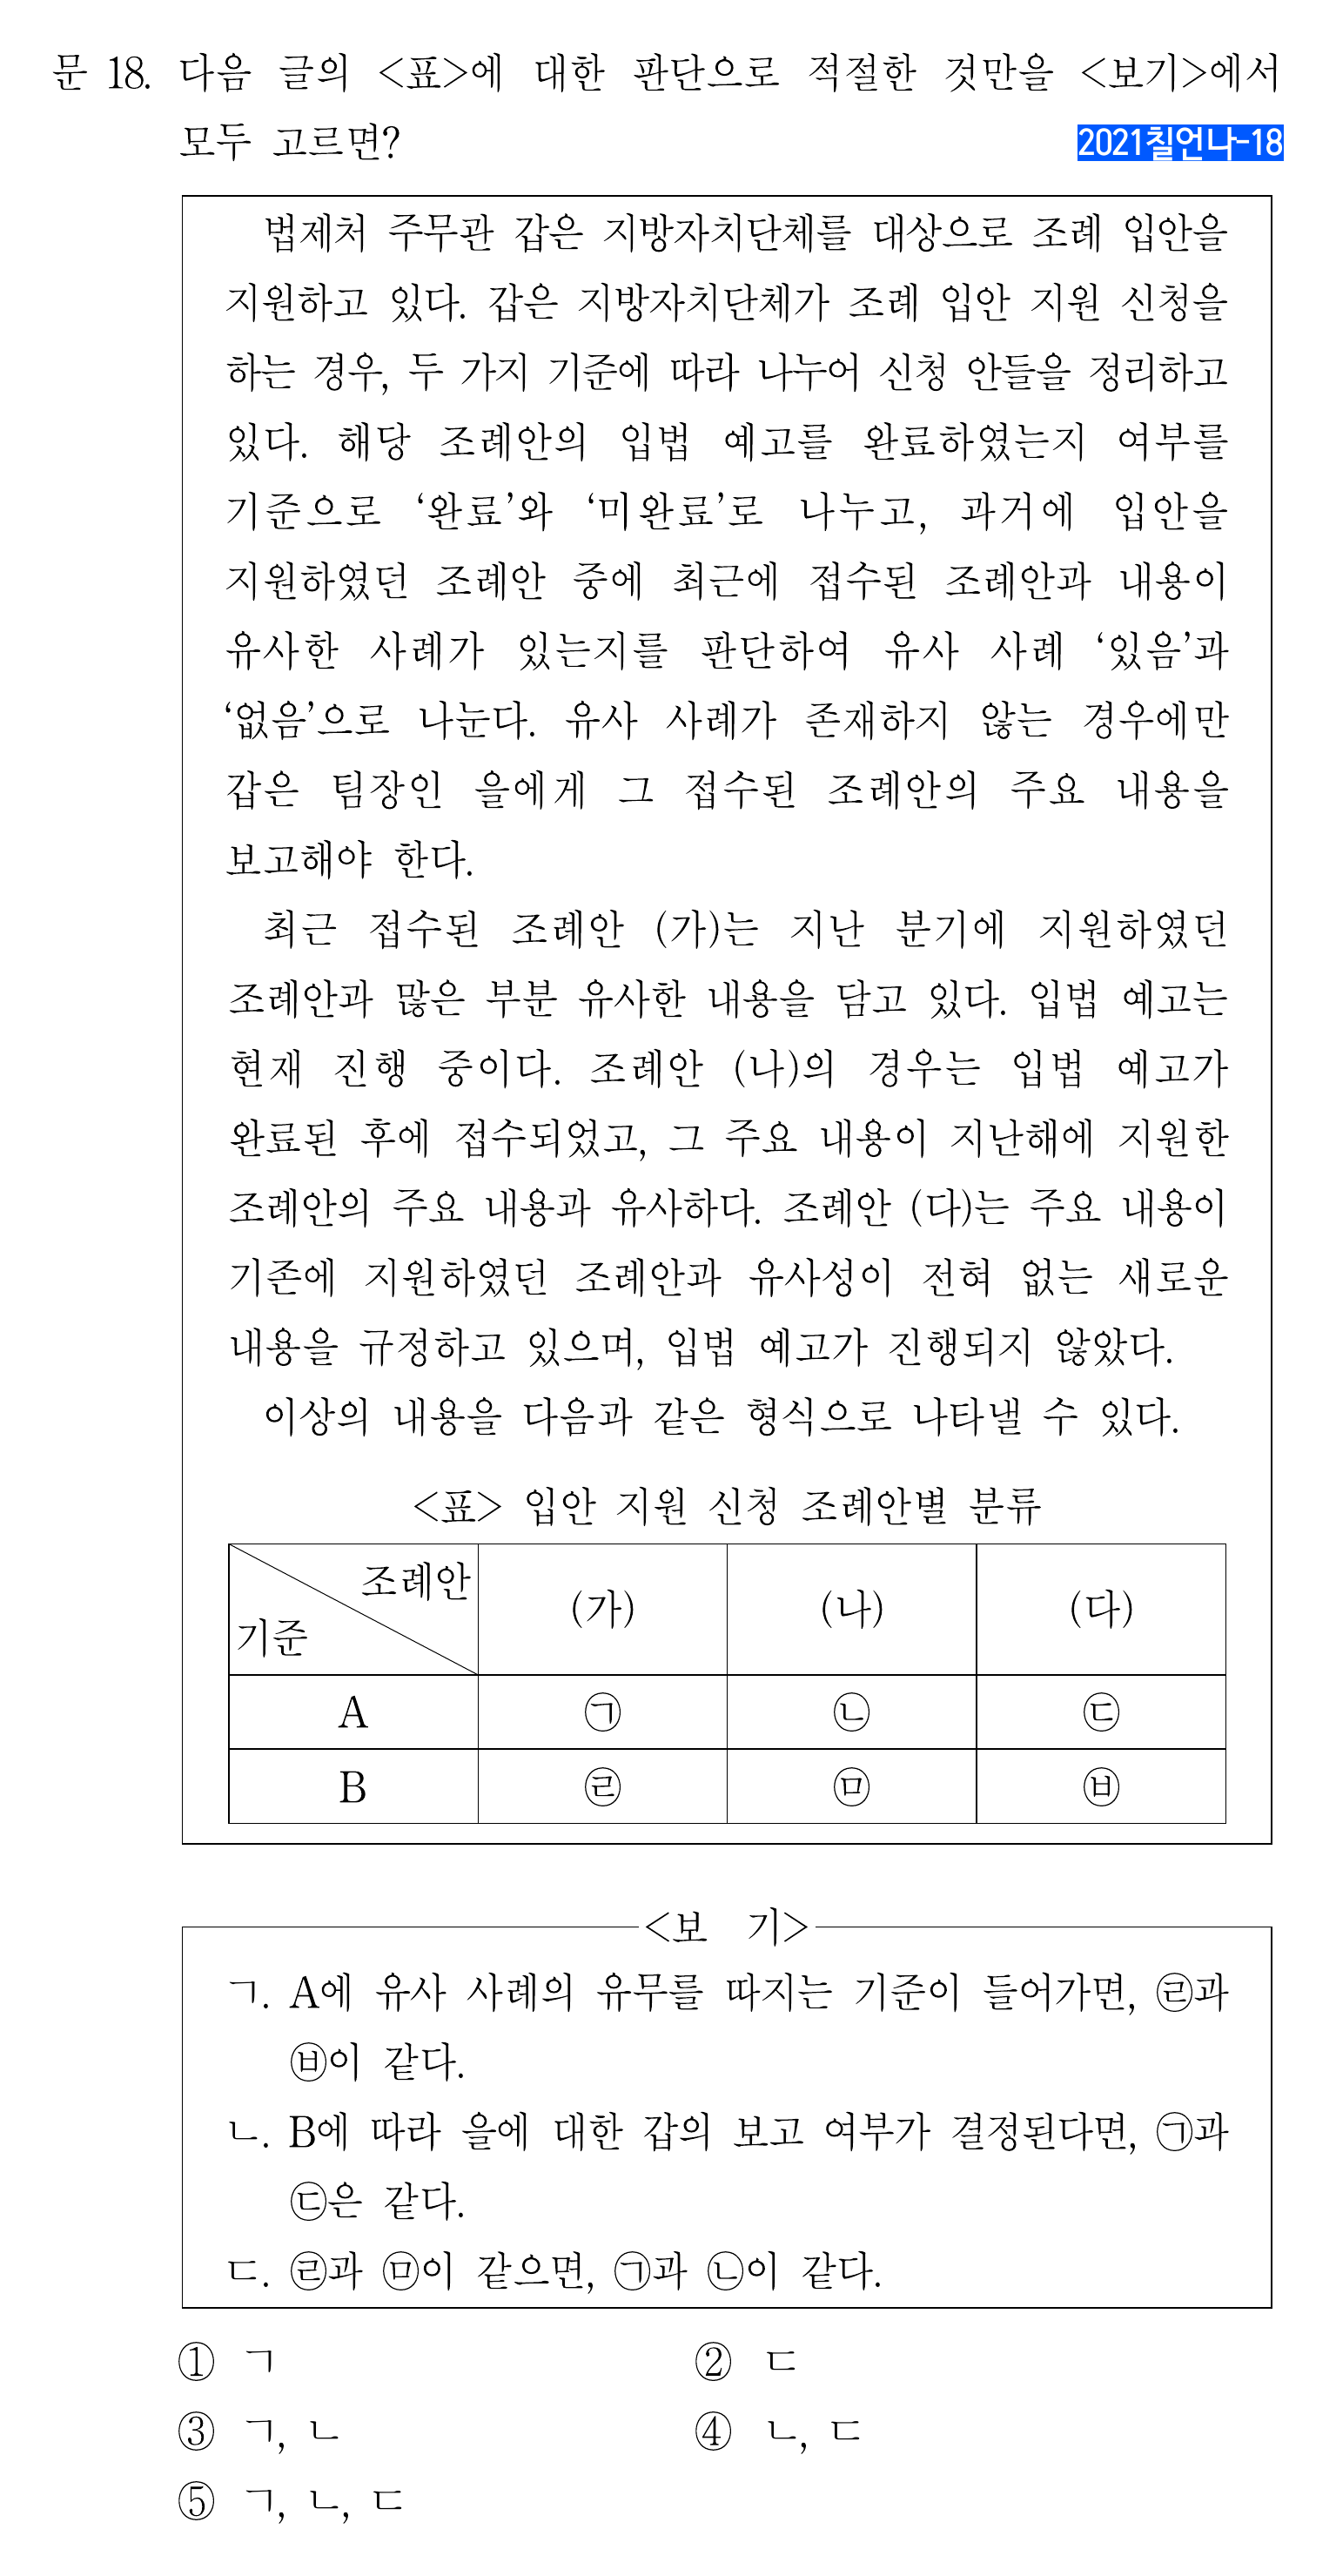 문 18. 다음 글의 <표>에 대한 판단으로 적절한 것만을 <보기>에서
모두 고르면?
2021칠언나-18
법제처 주무관 갑은 지방자치단체를 대상으로 조례 입안을
지원하고 있다. 갑은 지방자치단체가 조례 입안 지원 신청을
하는 경우, 두 가지 기준에 따라 나누어 신청 안들을 정리하고
있다. 해당 조례안의 입법 예고를 완료하였는지 여부를
기준으로 ‘완료’와 ‘미완료’로 나누고, 과거에 입안을
지원하였던 조례안 중에 최근에 접수된 조례안과 내용이
유사한 사례가 있는지를 판단하여 유사 사례 ‘있음’과
‘없음’으로 나눈다. 유사 사례가 존재하지 않는 경우에만
갑은 팀장인 을에게 그 접수된 조례안의 주요 내용을
보고해야 한다.
최근 접수된 조례안 (가)는 지난 분기에 지원하였던
조례안과 많은 부분 유사한 내용을 담고 있다. 입법 예고는
현재 진행 중이다. 조례안 (나)의 경우는 입법 예고가
완료된 후에 접수되었고, 그 주요 내용이 지난해에 지원한
조례안의 주요 내용과 유사하다. 조례안 (다)는 주요 내용이
기존에 지원하였던 조례안과 유사성이 전혀 없는 새로운
내용을 규정하고 있으며, 입법 예고가 진행되지 않았다.
이상의 내용을 다음과 같은 형식으로 나타낼 수 있다.
<표> 입안 지원 신청 조례안별 분류
조례안
기준
(가) (나) (다)
A ㉠ ㉡ ㉢
B ㉣ ㉤ ㉥
<보 기>
ㄱ. A에 유사 사례의 유무를 따지는 기준이 들어가면, ㉣과
㉥이 같다.
ㄴ. B에 따라 을에 대한 갑의 보고 여부가 결정된다면, ㉠과
㉢은 같다.
ㄷ. ㉣과 ㉤이 같으면, ㉠과 ㉡이 같다.
① ㄱ ② ㄷ
③ ㄱ, ㄴ ④ ㄴ, ㄷ
⑤ ㄱ, ㄴ, ㄷ